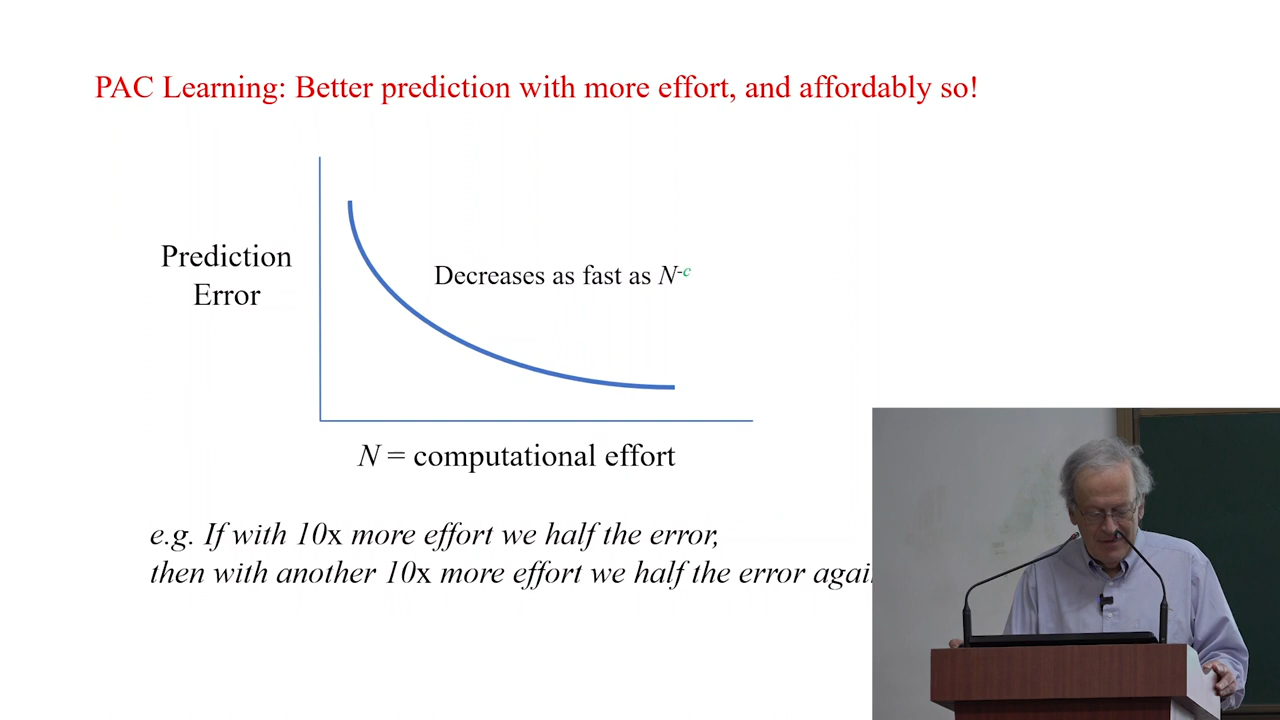 PAC Learning: Better prediction with more effort, and affordably so!
Prediction
Error
Decreases as fast as N-c
N = computational effort
e.g. If with 10x more effort we half the error,
then with another 10x more effort we half the error